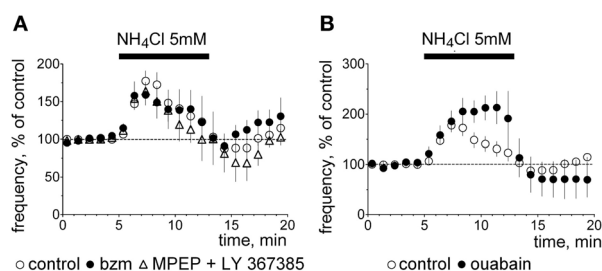 A
NH₄Cl 5mM
frequency, % of control
200
150
100
50
0
0
5
10
15
20
time, min
○ control ● bzm △ MPEP + LY 367385
B
NH₄Cl 5mM
frequency, % of control
300
200
100
0
0
5
10
15
20
time, min
○ control ● ouabain